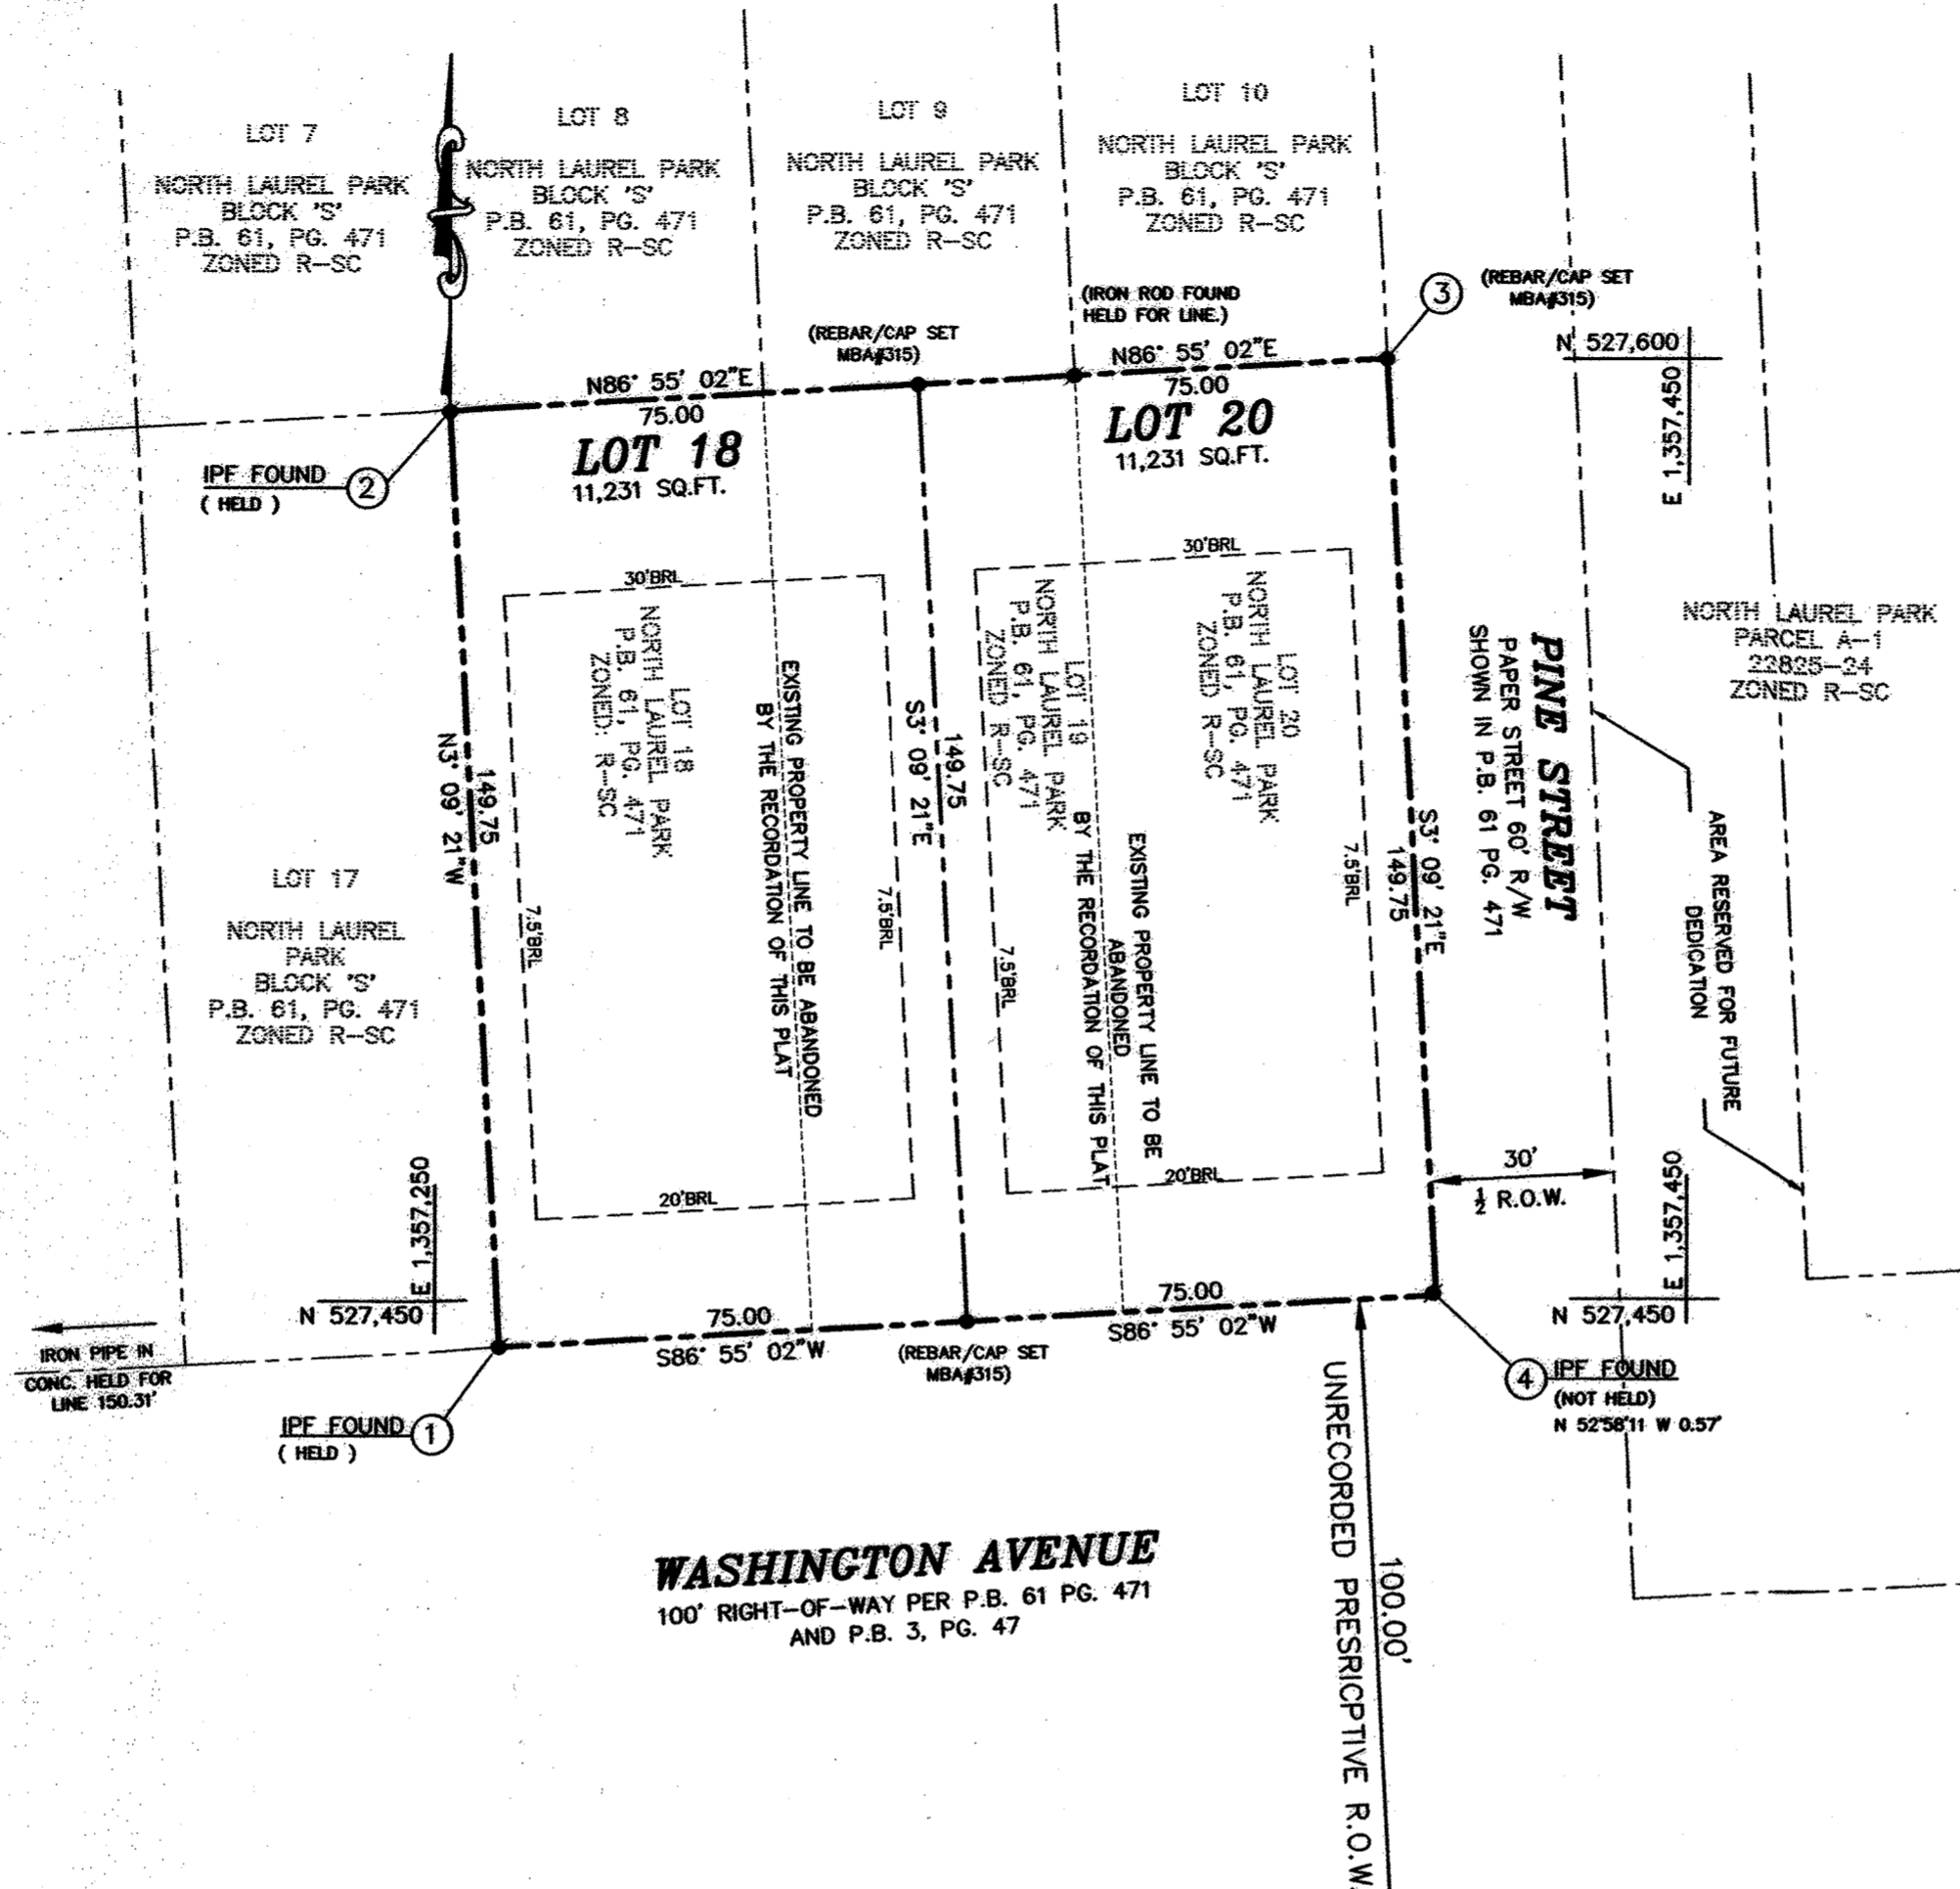 LOT 7
NORTH LAUREL PARK
BLOCK 'S'
P.B. 61, PG. 471
ZONED R-SC
LOT 8
NORTH LAUREL PARK
BLOCK 'S'
P.B. 61, PG. 471
ZONED R-SC
LOT 9
NORTH LAUREL PARK
BLOCK 'S'
P.B. 61, PG. 471
ZONED R-SC
LOT 10
NORTH LAUREL PARK
BLOCK 'S'
P.B. 61, PG. 471
ZONED R-SC
(REBAR/CAP SET
MBA#315)
(IRON ROD FOUND
HELD FOR LINE.)
3
(REBAR/CAP SET
MBA#315)
N 527,600
E 1,357,450
N86° 55' 02"E
75.00
N86° 55' 02"E
75.00
LOT 18
11,231 SQ.FT.
LOT 20
11,231 SQ.FT.
IPF FOUND
( HELD )
2
30'BRL
30'BRL
LOT 18
NORTH LAUREL PARK
P.B. 61, PG. 471
ZONED: R-SC
EXISTING PROPERTY LINE TO BE ABANDONED
BY THE RECORDATION OF THIS PLAT
149.75
S3° 09' 21"E
LOT 19
NORTH LAUREL PARK
P.B. 61, PG. 471
ZONED R-SC
EXISTING PROPERTY LINE TO BE
ABANDONED
BY THE RECORDATION OF THIS PLAT
LOT 20
NORTH LAUREL PARK
P.B. 61, PG. 471
ZONED R-SC
149.75
N3° 09' 21"W
7.5'BRL
7.5'BRL
7.5'BRL
7.5'BRL
S3° 09' 21"E
149.75
PINE STREET
PAPER STREET 60' R/W
SHOWN IN P.B. 61 PG. 471
NORTH LAUREL PARK
PARCEL A-1
22825-24
ZONED R-SC
AREA RESERVED FOR FUTURE
DEDICATION
LOT 17
NORTH LAUREL
PARK
BLOCK 'S'
P.B. 61, PG. 471
ZONED R-SC
20'BRL
20'BRL
30'
½ R.O.W.
E 1,357,250
N 527,450
E 1,357,450
N 527,450
75.00
S86° 55' 02"W
75.00
S86° 55' 02"W
(REBAR/CAP SET
MBA#315)
IRON PIPE IN
CONC. HELD FOR
LINE 150.31'
IPF FOUND
( HELD )
1
4
IPF FOUND
(NOT HELD)
N 52°58'11 W 0.57'
UNRECORDED PRESRICPTIVE R.O.W.
100.00'
WASHINGTON AVENUE
100' RIGHT-OF-WAY PER P.B. 61 PG. 471
AND P.B. 3, PG. 47